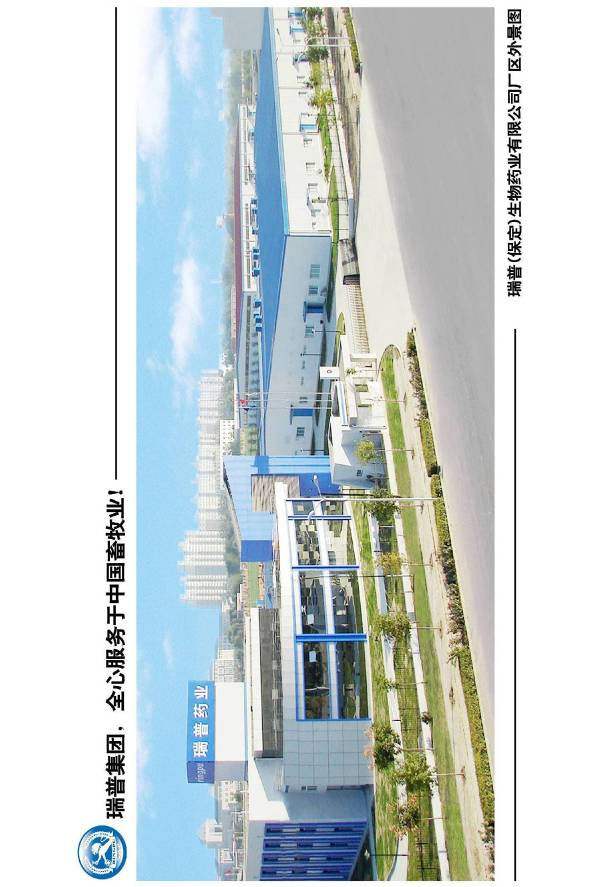 瑞普集团，全心服务于中国畜牧业！
ringpu
瑞普药业
瑞普(保定)生物药业有限公司厂区外景图